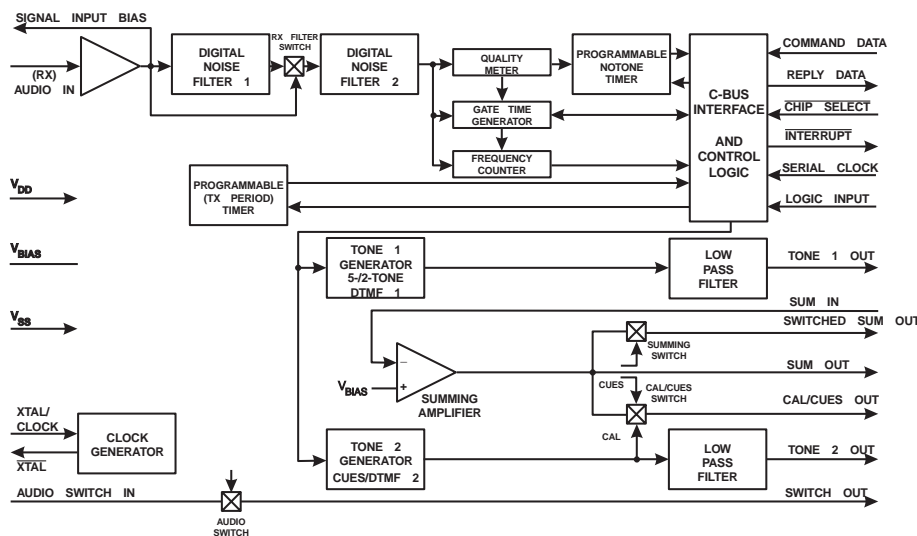 SIGNAL INPUT BIAS
(RX)
AUDIO IN
DIGITAL
NOISE
FILTER 1
RX FILTER
SWITCH
DIGITAL
NOISE
FILTER 2
QUALITY
METER
PROGRAMMABLE
NOTONE
TIMER
GATE TIME
GENERATOR
FREQUENCY
COUNTER
C-BUS
INTERFACE
AND
CONTROL
LOGIC
COMMAND DATA
REPLY DATA
CHIP SELECT
INTERRUPT
SERIAL CLOCK
LOGIC INPUT
VDD
PROGRAMMABLE
(TX PERIOD)
TIMER
VBIAS
VSS
TONE 1
GENERATOR
5-/2-TONE
DTMF 1
LOW
PASS
FILTER
TONE 1 OUT
SUM IN
SWITCHED SUM OUT
SUMMING
SWITCH
–
+
VBIAS
SUMMING
AMPLIFIER
SUM OUT
CUES
CAL/CUES
SWITCH
CAL/CUES OUT
CAL
XTAL/
CLOCK
XTAL
CLOCK
GENERATOR
TONE 2
GENERATOR
CUES/DTMF 2
LOW
PASS
FILTER
TONE 2 OUT
AUDIO SWITCH IN
AUDIO
SWITCH
SWITCH OUT